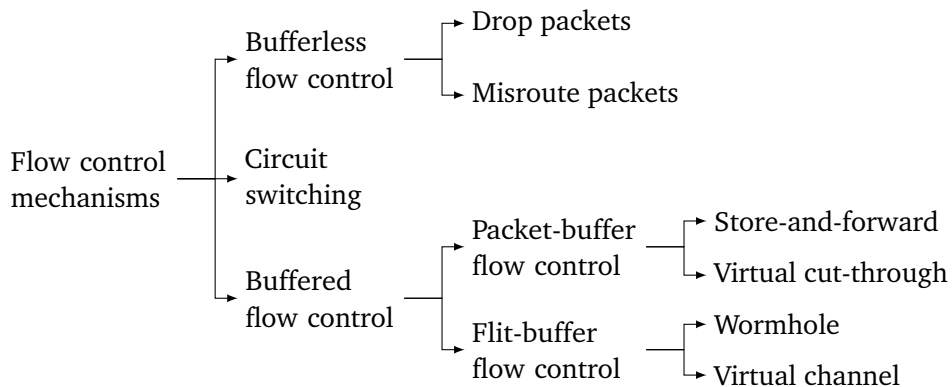 Flow control
mechanisms
Bufferless
flow control
Drop packets
Misroute packets
Circuit
switching
Buffered
flow control
Packet-buffer
flow control
Store-and-forward
Virtual cut-through
Flit-buffer
flow control
Wormhole
Virtual channel